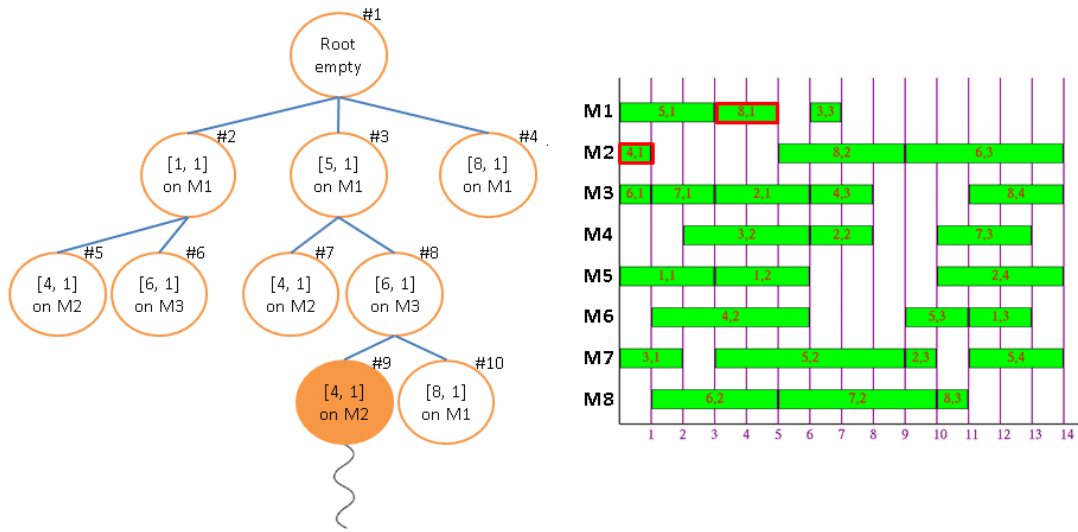 #1
Root
empty
#2
#3
#4
[1, 1]
on M1
[5, 1]
on M1
[8, 1]
on M1
.
#5
#6
#7
#8
[4, 1]
on M2
[6, 1]
on M3
[4, 1]
on M2
[6, 1]
on M3
#9
#10
[4, 1]
on M2
[8, 1]
on M1
M1 5,1 8,1 3,3
M2 4,1 8,2 6,3
M3 6,1 7,1 2,1 4,3 8,4
M4 3,2 2,2 7,3
M5 1,1 1,2 2,4
M6 4,2 5,3 1,3
M7 3,1 5,2 2,3 5,4
M8 6,2 7,2 8,3
1 2 3 4 5 6 7 8 9 10 11 12 13 14